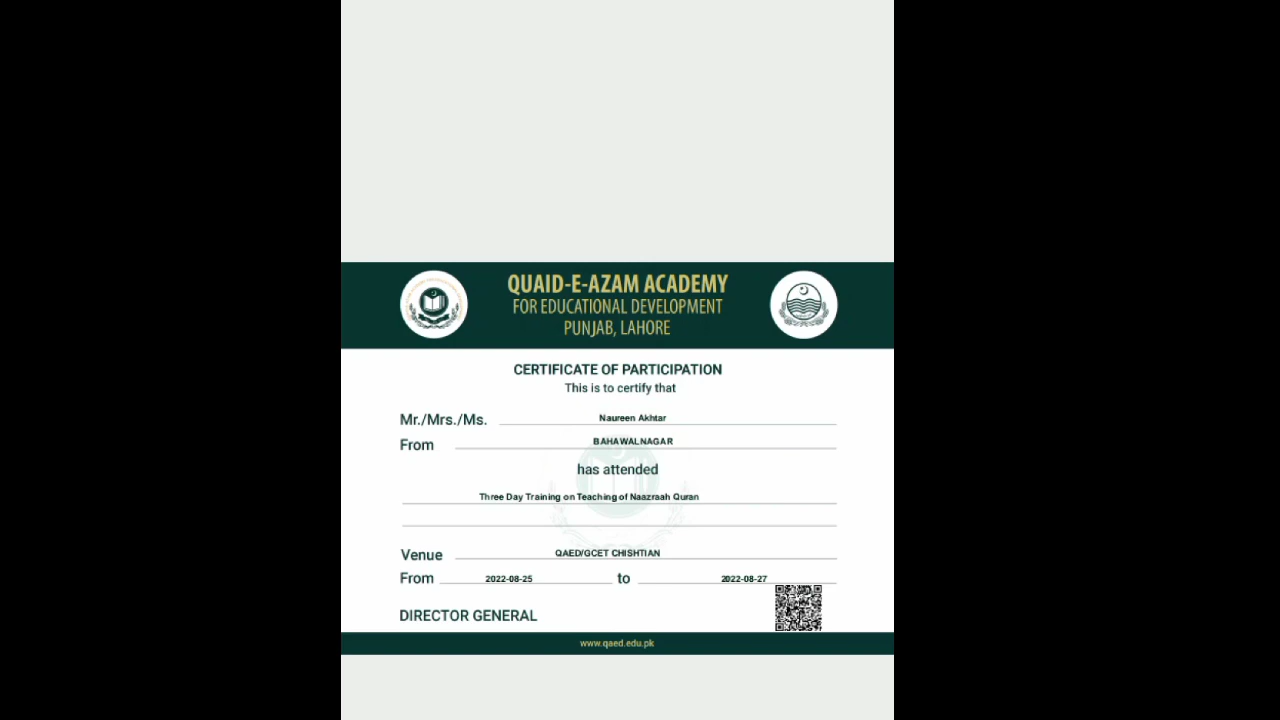 QUAID-E-AZAM ACADEMY
FOR EDUCATIONAL DEVELOPMENT
PUNJAB, LAHORE
CERTIFICATE OF PARTICIPATION
This is to certify that
Mr./Mrs./Ms. Naureen Akhtar
From BAHAWALNAGAR
has attended
Three Day Training on Teaching of Naazraah Quran
Venue QAED/GCET CHISHTIAN
From 2022-08-25 to 2022-08-27
DIRECTOR GENERAL
www.qaed.edu.pk